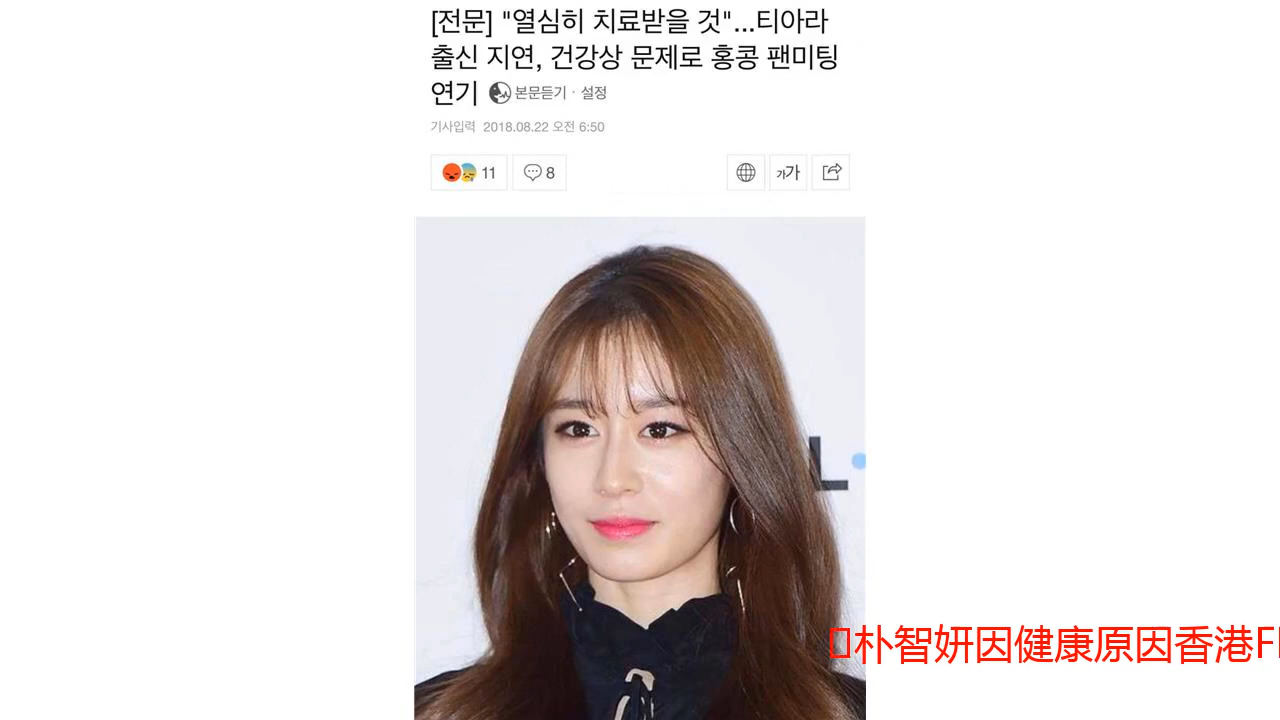 [전문] "열심히 치료받을 것"...티아라
출신 지연, 건강상 문제로 홍콩 팬미팅
연기 본문듣기 · 설정
기사입력 2018.08.22 오전 6:50
11 8 가가
L
朴智妍因健康原因香港F